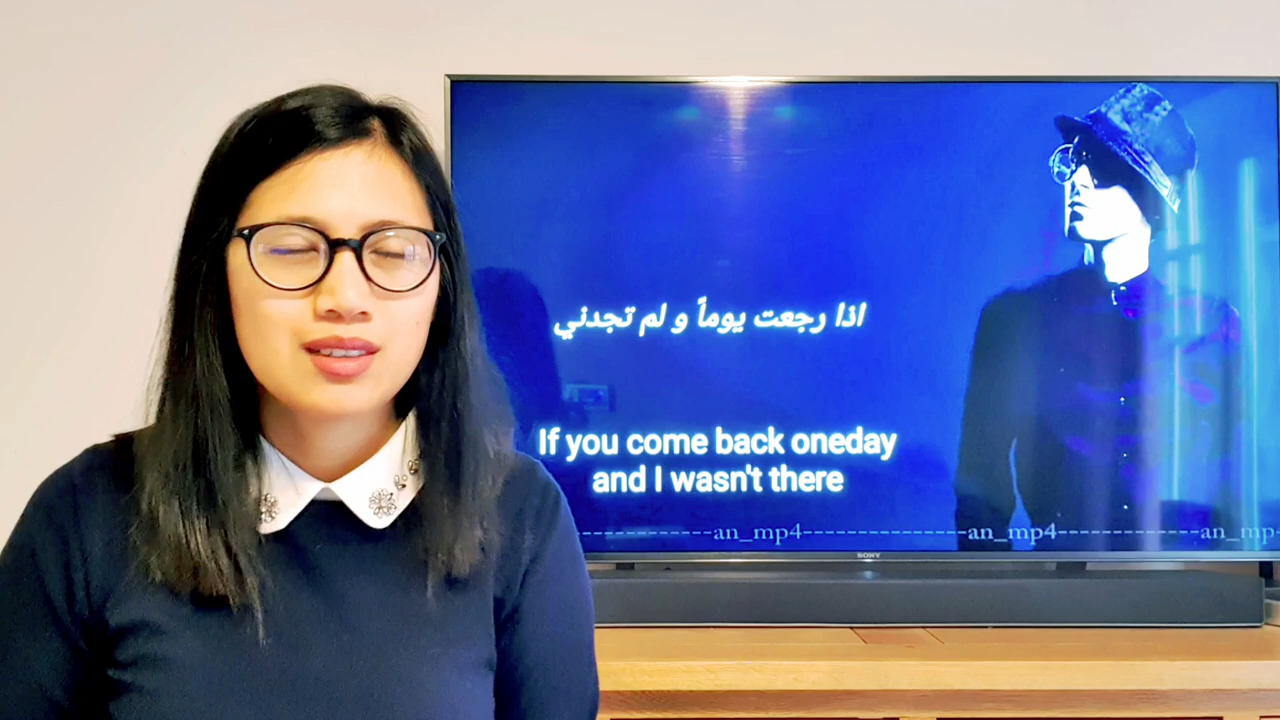 اذا رجعت يوماً و لم تجدني
If you come back oneday
and I wasn't there
-----------an_mp4--------------an_mp4------------an_mp4
SONY